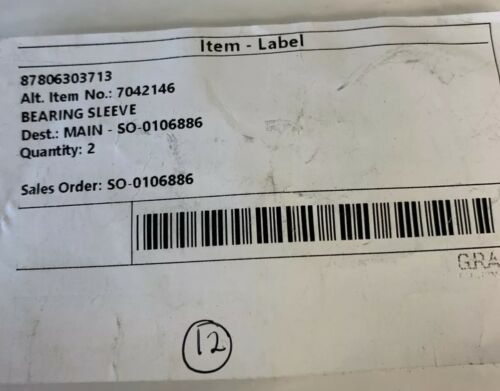 Item - Label
87806303713
Alt. Item No.: 7042146
BEARING SLEEVE
Dest.: MAIN - SO-0106886
Quantity: 2
Sales Order: SO-0106886
GRA
12